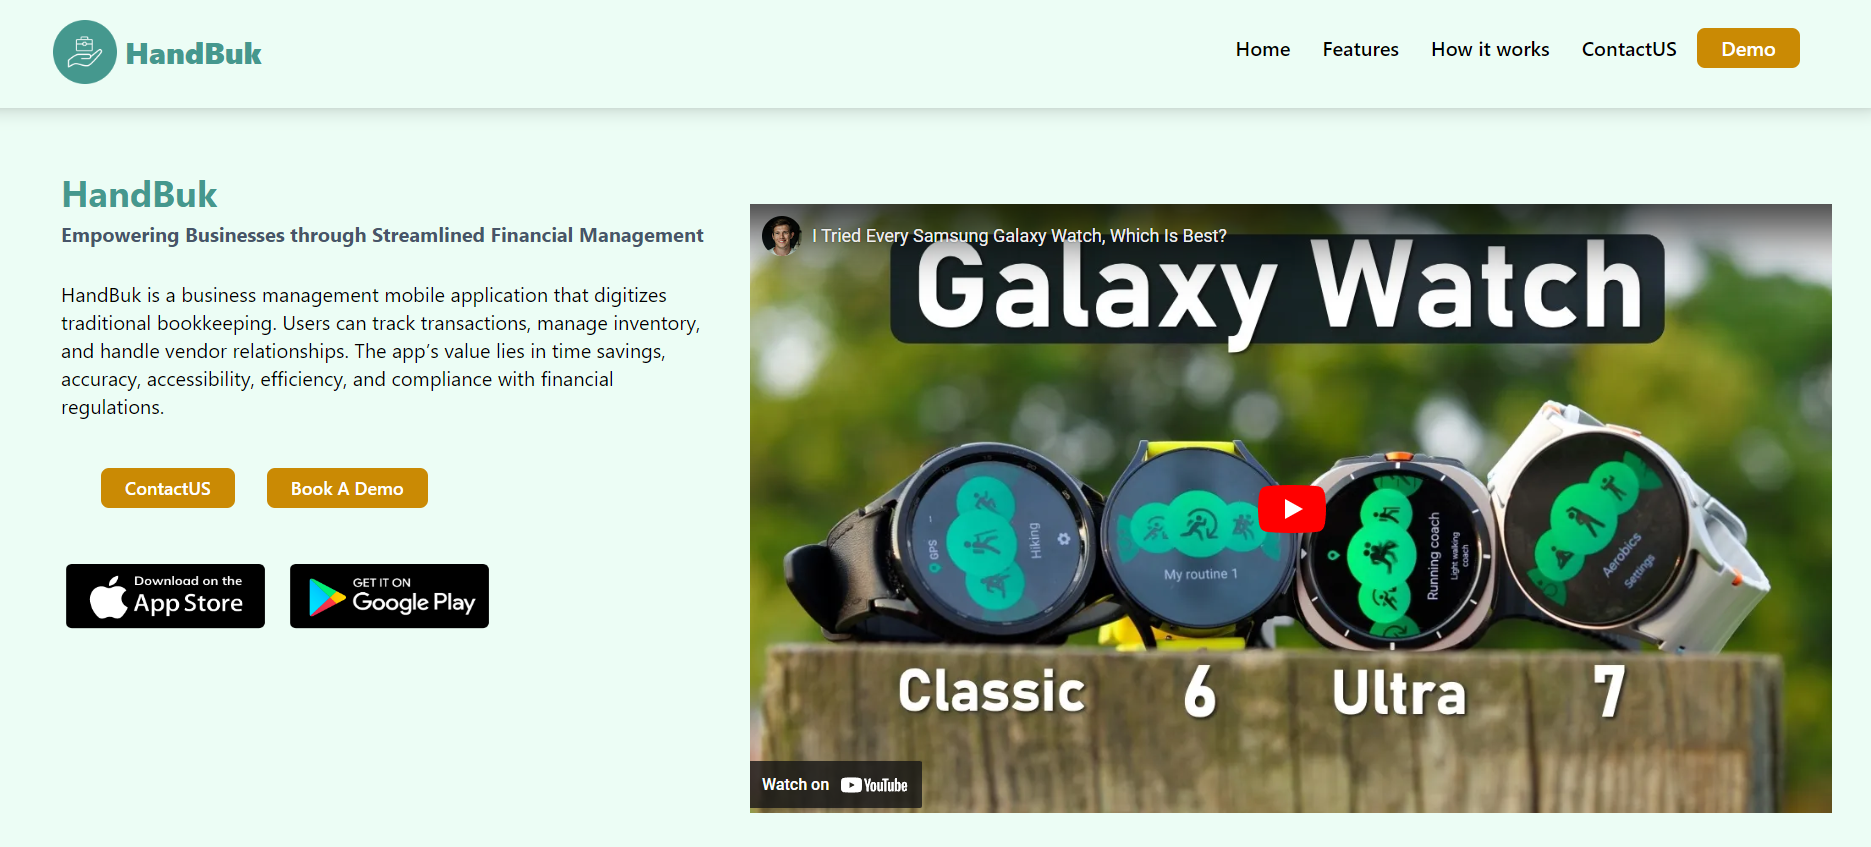 HandBuk
Home Features How it works ContactUS Demo
HandBuk
Empowering Businesses through Streamlined Financial Management
HandBuk is a business management mobile application that digitizes
traditional bookkeeping. Users can track transactions, manage inventory,
and handle vendor relationships. The app’s value lies in time savings,
accuracy, accessibility, efficiency, and compliance with financial
regulations.
ContactUS Book A Demo
Download on the
App Store
GET IT ON
Google Play
I Tried Every Samsung Galaxy Watch, Which Is Best?
Galaxy Watch
GPS
Hiking
My routine 1
Running coach
Light walking
coach
Aerobics
Settings
Classic 6 Ultra 7
Watch on YouTube